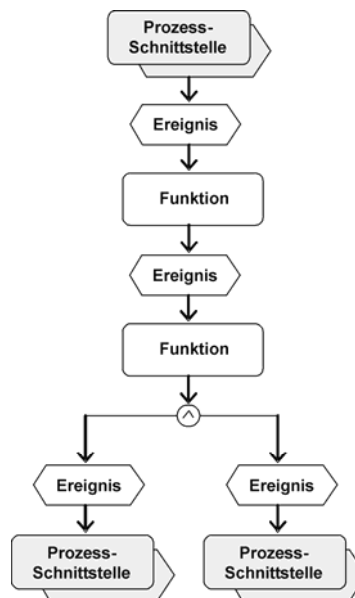 Prozess-
Schnittstelle
Ereignis
Funktion
Ereignis
Funktion
Ereignis
Ereignis
Prozess-
Schnittstelle
Prozess-
Schnittstelle